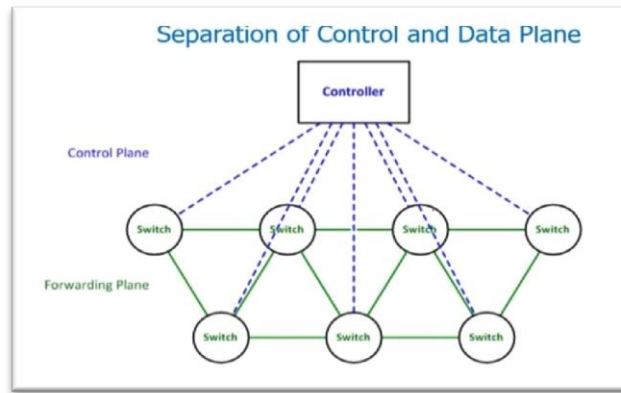 Separation of Control and Data Plane
Controller
Control Plane
Switch Switch Switch Switch
Forwarding Plane
Switch Switch Switch